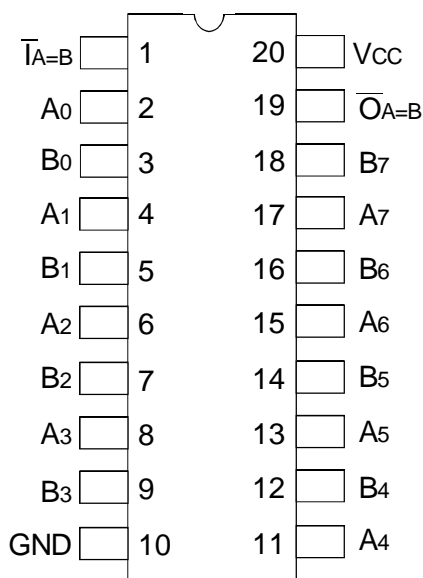 I̅A=B 1 20 VCC
A0 2 19 O̅A=B
B0 3 18 B7
A1 4 17 A7
B1 5 16 B6
A2 6 15 A6
B2 7 14 B5
A3 8 13 A5
B3 9 12 B4
GND 10 11 A4